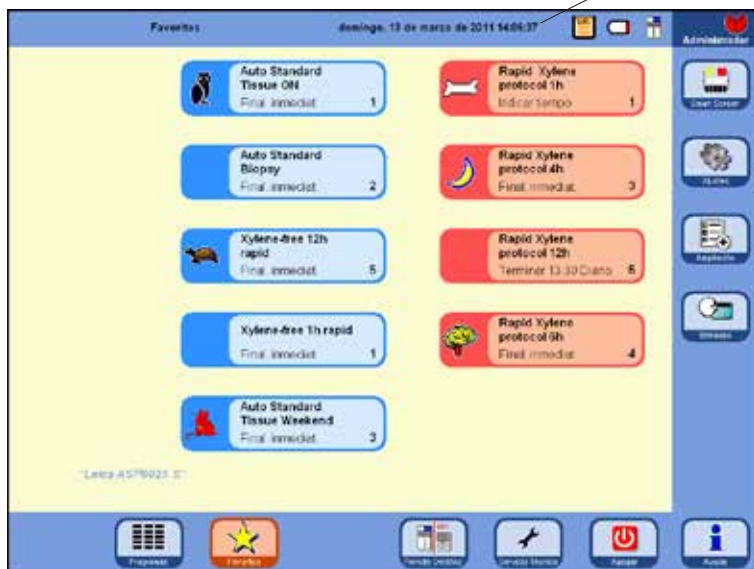 Favoritos
domingo, 13 de marzo de 2011 14:05:37
Administrador
Auto Standard
Tissue ON
Final. inmediat. 1
Rapid Xylene
protocol 1h
Indicar tiempo 1
Smart Screen
Auto Standard
Biopsy
Final. inmediat. 2
Rapid Xylene
protocol 4h
Final. inmediat. 3
Ajustes
Xylene-free 12h
rapid
Final. inmediat. 5
Rapid Xylene
protocol 12h
Terminar 13:30 Diario 6
Xylene-free 1h rapid
Final. inmediat. 1
Rapid Xylene
protocol 6h
Final. inmediat. 4
Auto Standard
Tissue Weekend
Final. inmediat. 3
"Leica ASP6025 S"
Programas
Favoritos
Servicio técnico
Apagar
Ayuda